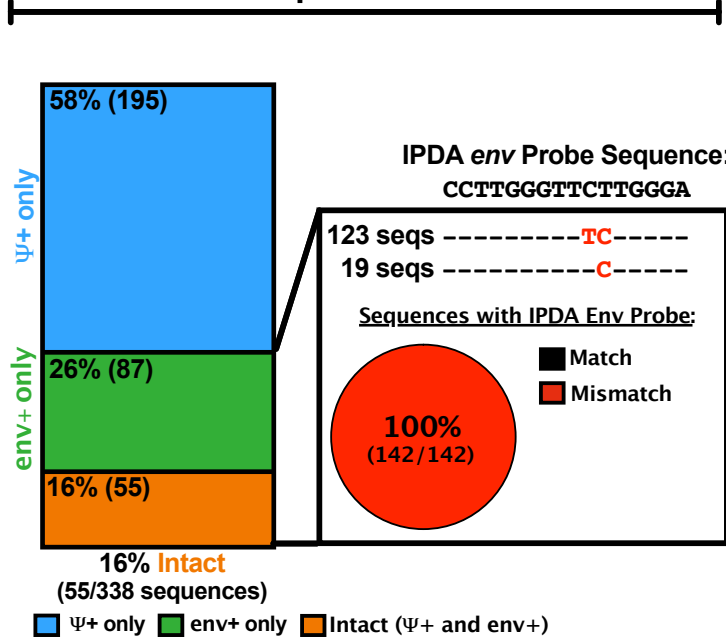 58% (195)
Ψ+ only
26% (87)
env+ only
16% (55)
16% Intact
(55/338 sequences)
IPDA env Probe Sequence:
CCTTGGGTTCTTGGGA
123 seqs ---------TC-----
19 seqs ----------C-----
Sequences with IPDA Env Probe:
Match
Mismatch
100%
(142/142)
Ψ+ only env+ only Intact (Ψ+ and env+)